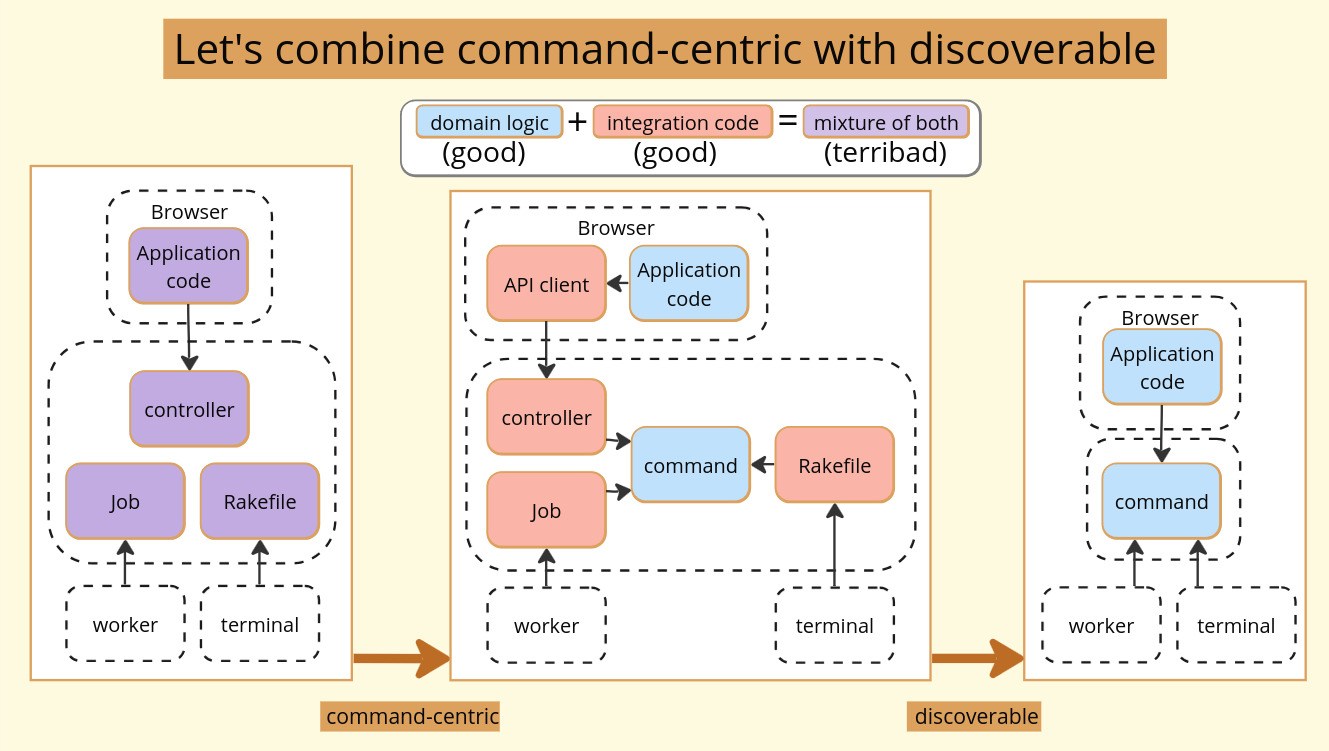 Let's combine command-centric with discoverable
domain logic + integration code = mixture of both
(good) (good) (terribad)
Browser
Application
code
controller
Job Rakefile
worker terminal
command-centric
Browser
API client Application
code
controller
command Rakefile
Job
worker terminal
discoverable
Browser
Application
code
command
worker terminal